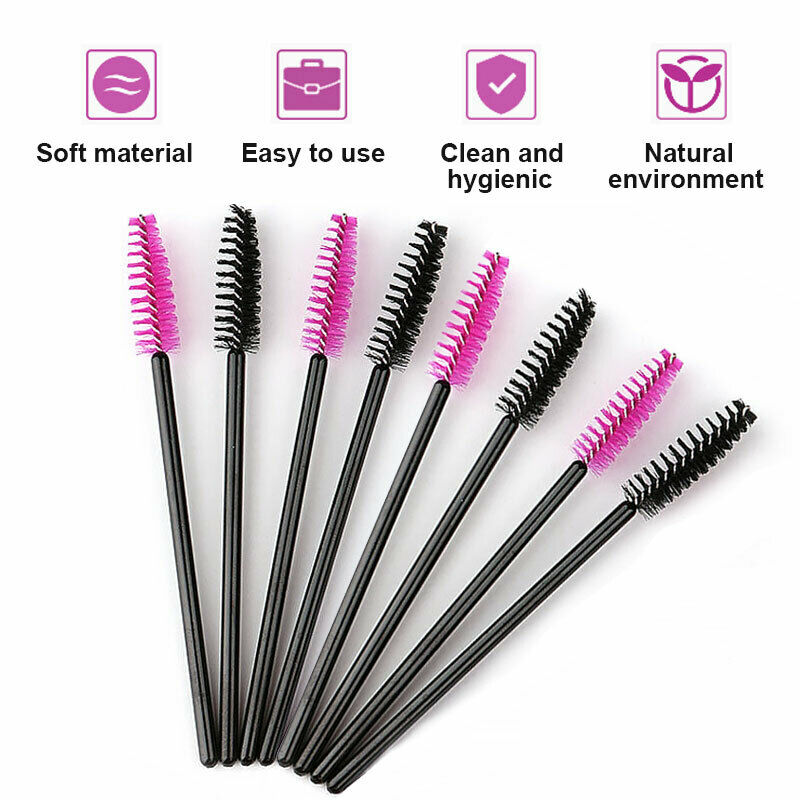 Soft material
Easy to use
Clean and
hygienic
Natural
environment